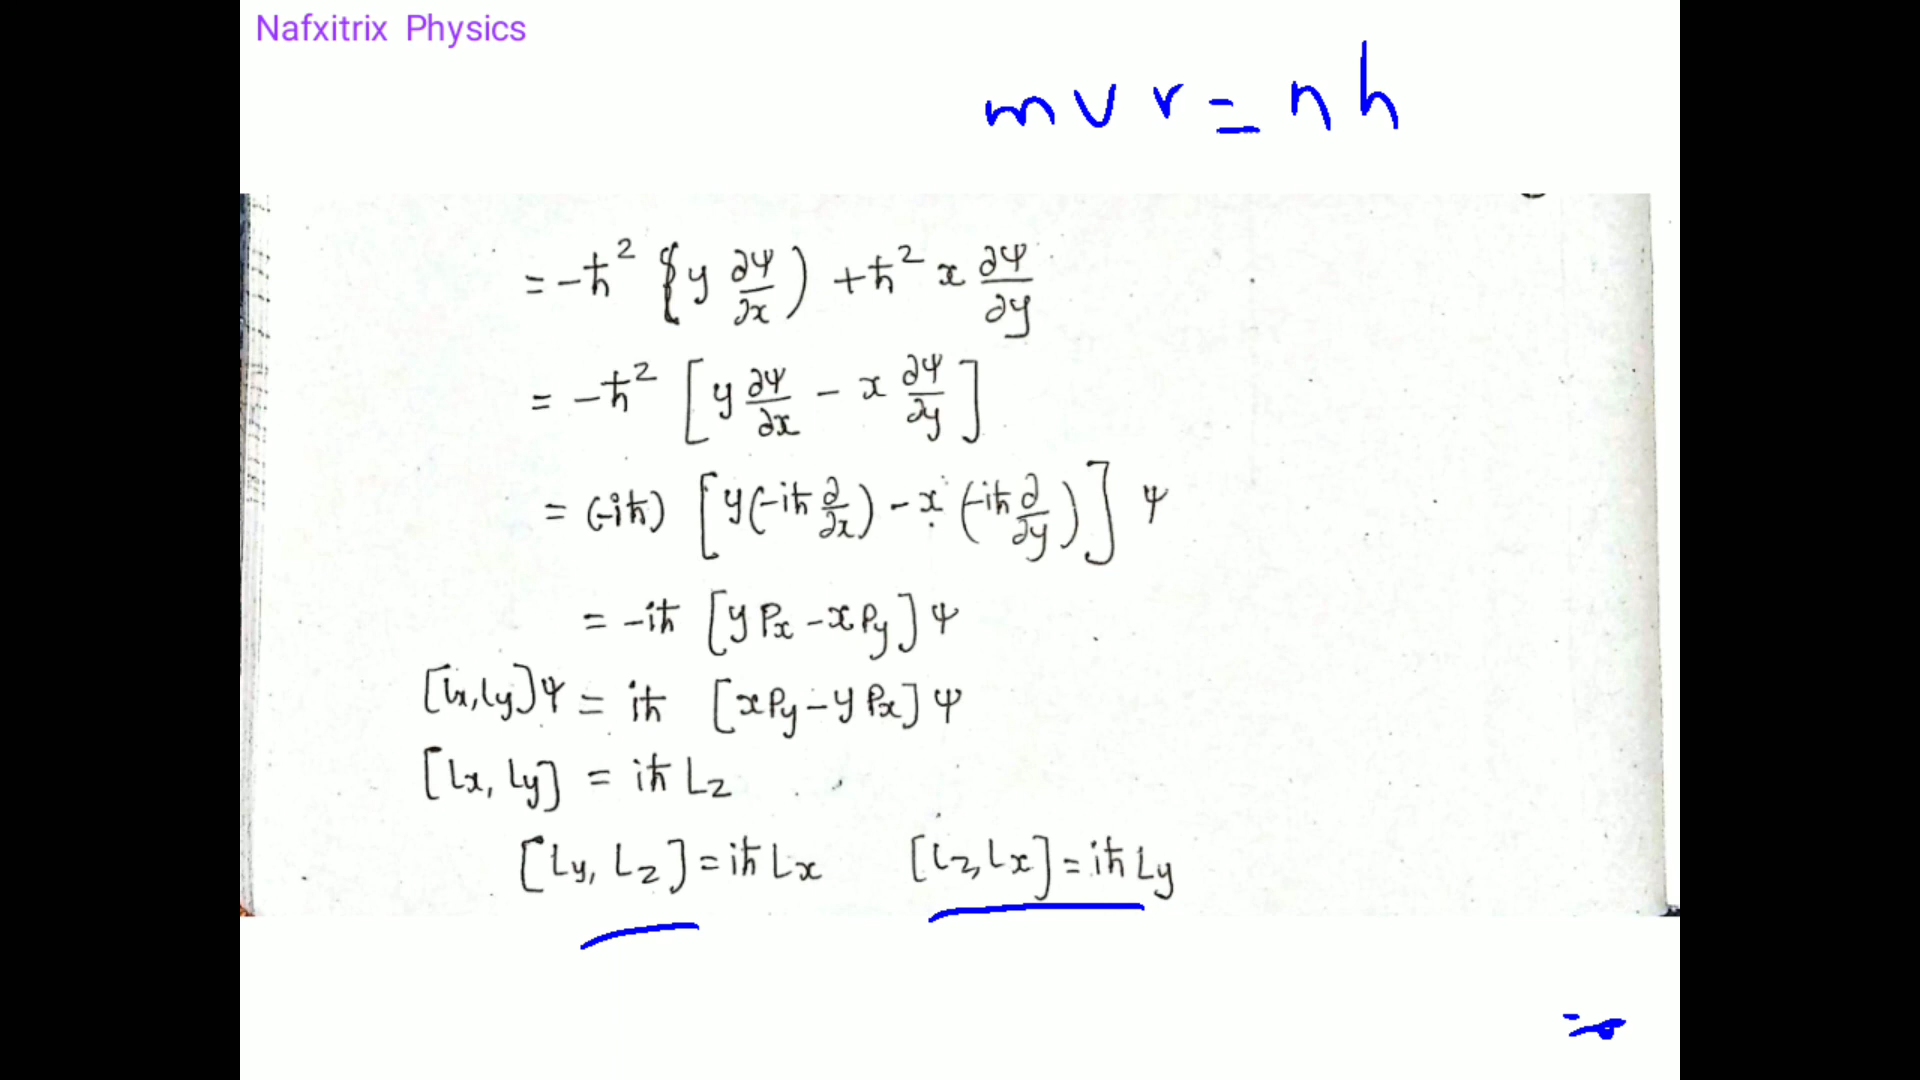 Nafxitrix Physics
mvr = nh
= -ħ² {y ∂Ψ/∂x) + ħ² x ∂Ψ/∂y
= -ħ² [y ∂Ψ/∂x - x ∂Ψ/∂y]
= (-iħ) [y(-iħ ∂/∂x) - x (-iħ ∂/∂y)] Ψ
= -iħ [y Px - x Py] Ψ
[Lx, Ly]Ψ = iħ [x Py - y Px] Ψ
[Lx, Ly] = iħ Lz
[Ly, Lz] = iħ Lx [Lz, Lx] = iħ Ly